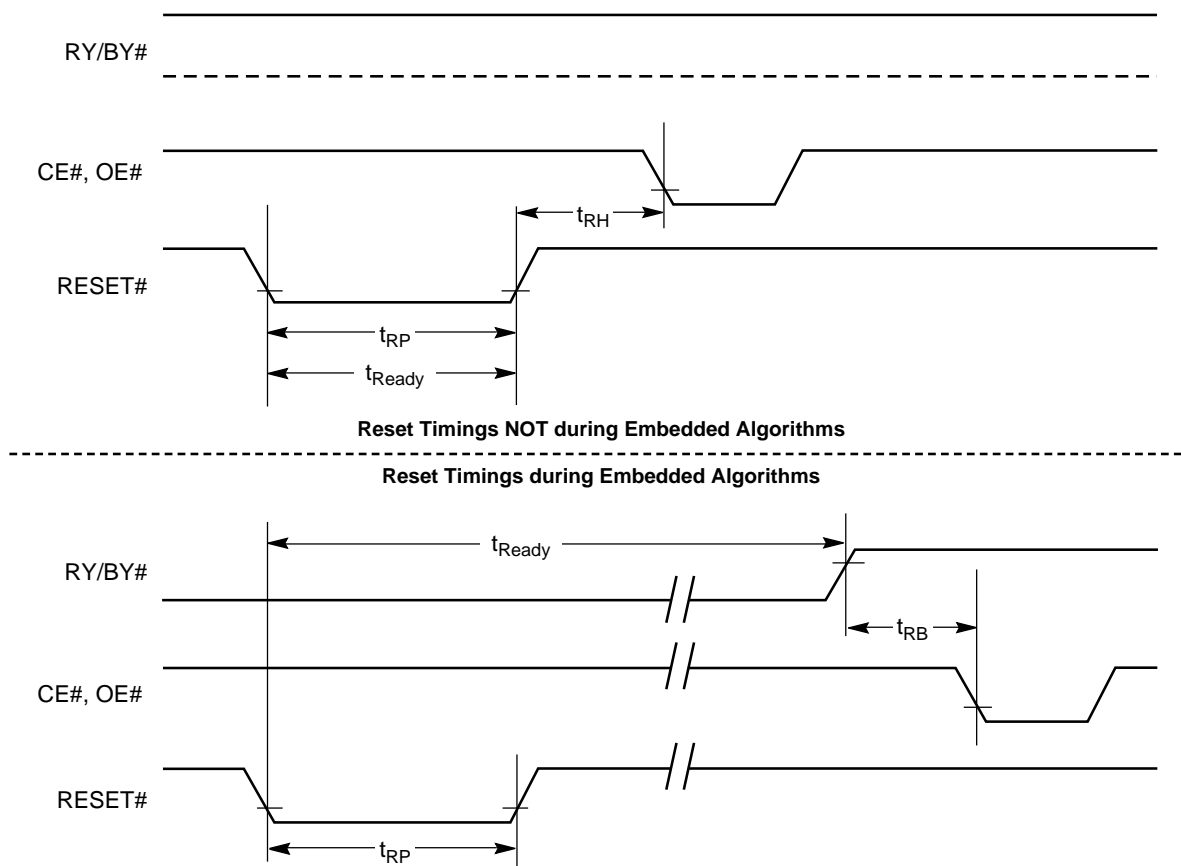 RY/BY#
CE#, OE#
tRH
RESET#
tRP
tReady
Reset Timings NOT during Embedded Algorithms
Reset Timings during Embedded Algorithms
tReady
RY/BY#
tRB
CE#, OE#
RESET#
tRP